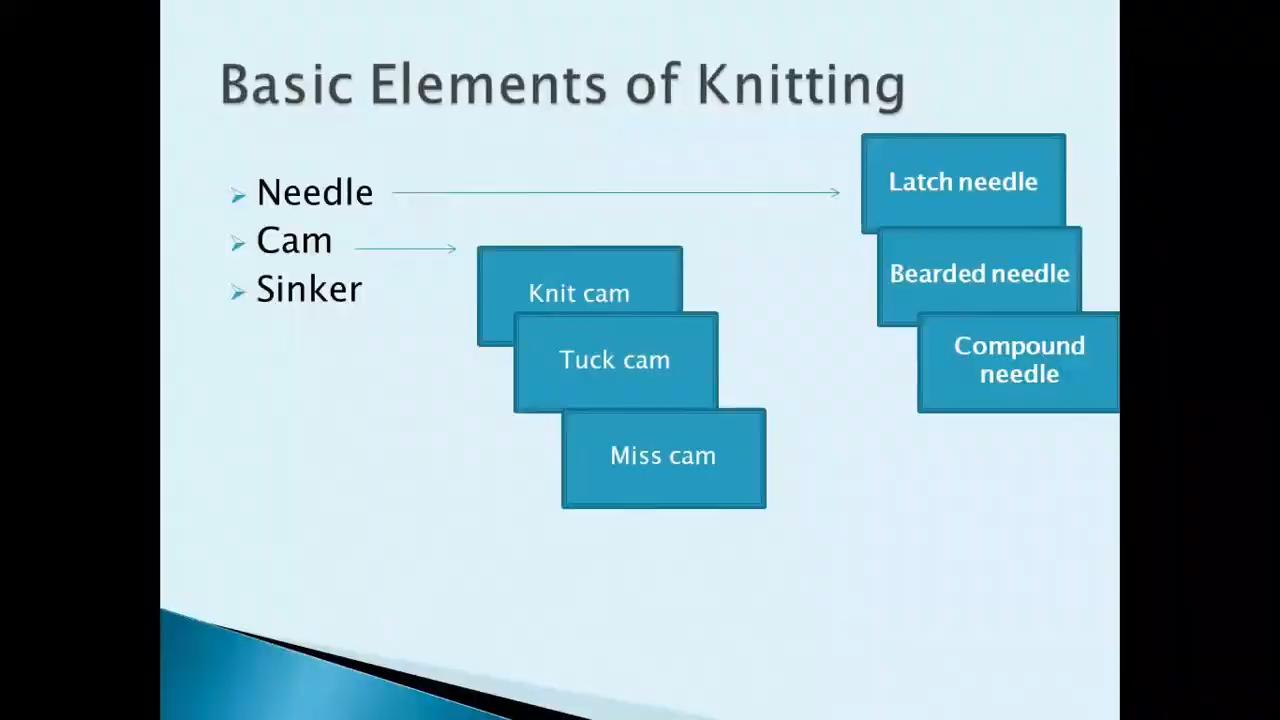 Basic Elements of Knitting
Needle
Cam
Sinker
Latch needle
Bearded needle
Compound
needle
Knit cam
Tuck cam
Miss cam